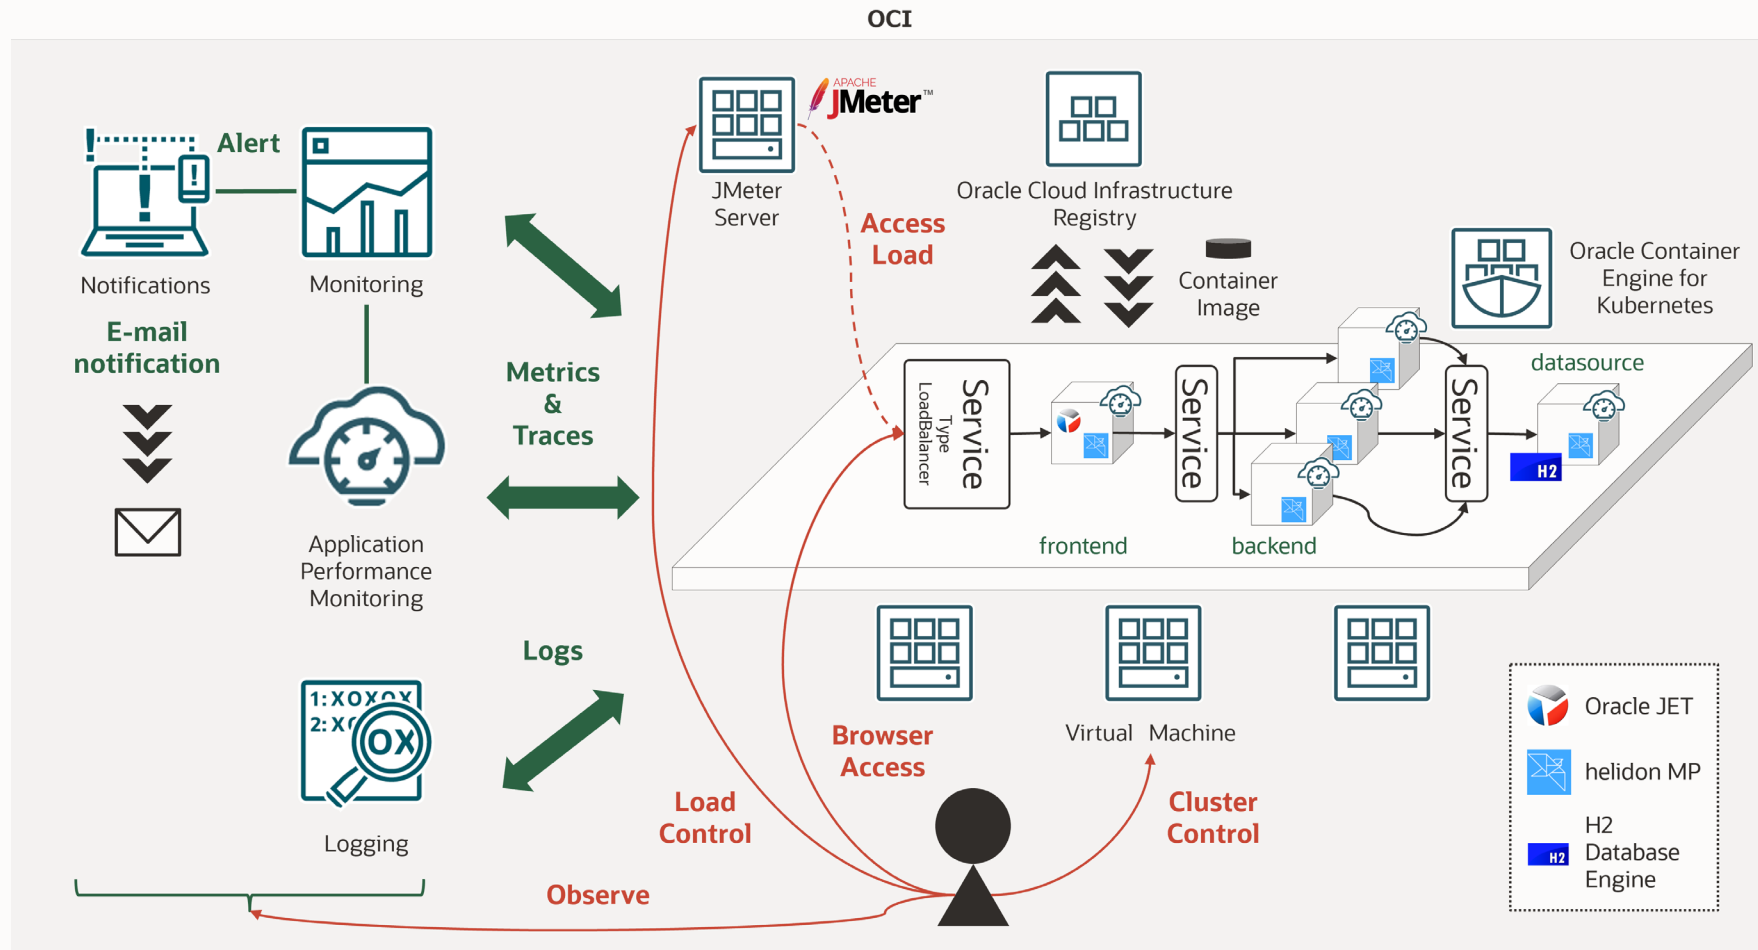 OCI
APACHE
JMeter™
Alert
JMeter
Server
Oracle Cloud Infrastructure
Registry
Access
Load
Notifications
Monitoring
E-mail
notification
Container
Image
Oracle Container
Engine for
Kubernetes
Metrics
&
Traces
datasource
Service
Type
LoadBalancer
Service
Service
H2
frontend
backend
Application
Performance
Monitoring
Logs
1: XOXOX
2: XO
OX
Logging
Browser
Access
Virtual Machine
Load
Control
Cluster
Control
Observe
Oracle JET
helidon MP
H2
H2
Database
Engine